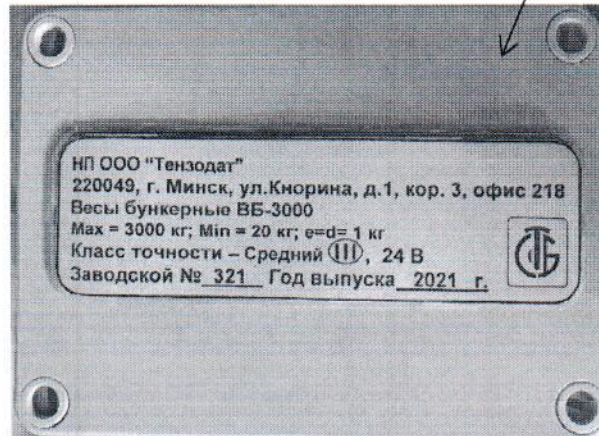 НП ООО "Тензодат"
220049, г. Минск, ул.Кнорина, д.1, кор. 3, офис 218
Весы бункерные ВБ-3000
Max = 3000 кг; Min = 20 кг; e=d= 1 кг
Класс точности – Средний III, 24 В
Заводской № 321 Год выпуска 2021 г.
СТБ